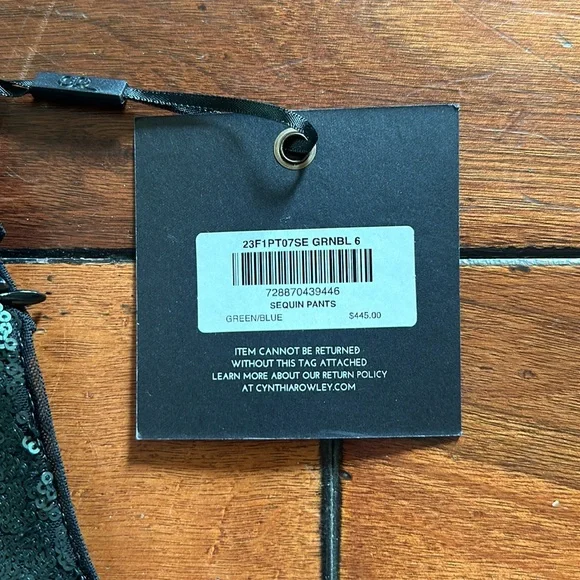 23F1PT07SE GRNBL 6
728870439446
SEQUIN PANTS
GREEN/BLUE $445.00
ITEM CANNOT BE RETURNED
WITHOUT THIS TAG ATTACHED
LEARN MORE ABOUT OUR RETURN POLICY
AT CYNTHIAROWLEY.COM